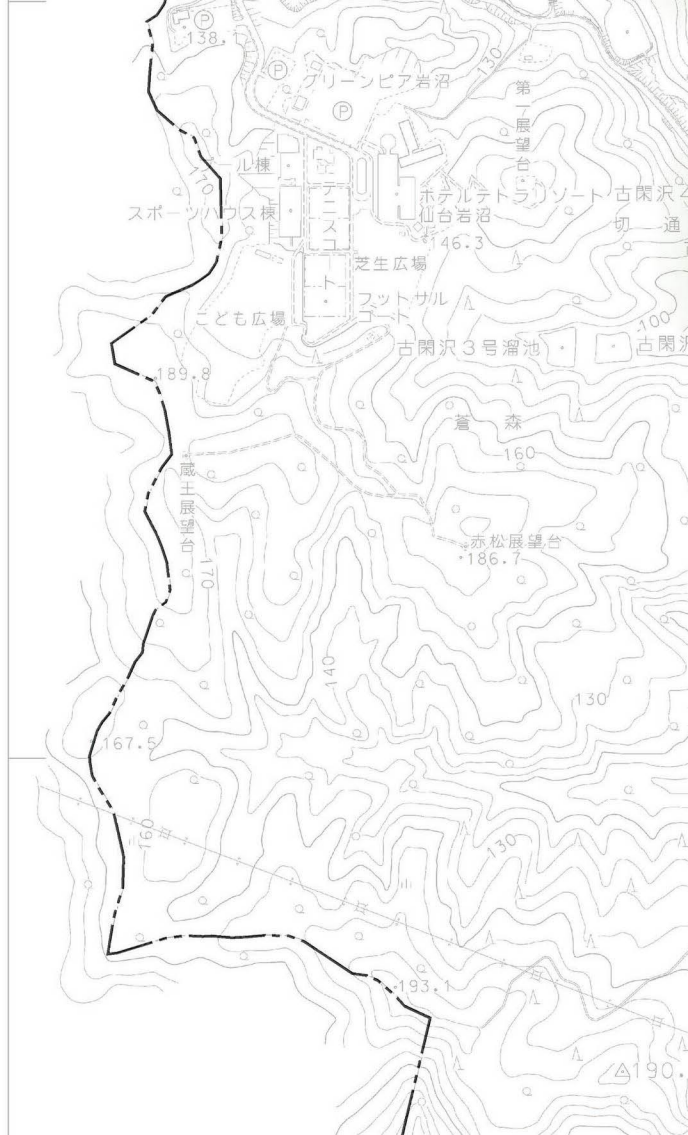 P
138.
P
グリーンピア岩沼
130
P
第一展望台
ール棟
170
テニスコート
ホテルテトラリゾート
仙台岩沼
古閑沢
切通
スポーツハウス棟
146.3
芝生広場
こども広場
フットサル
コート
100
古閑沢3号溜池
古閑沢
189.8
蒼森
160
蔵王展望台
赤松展望台
186.7
170
140
130
167.5
160
130
193.1
190.